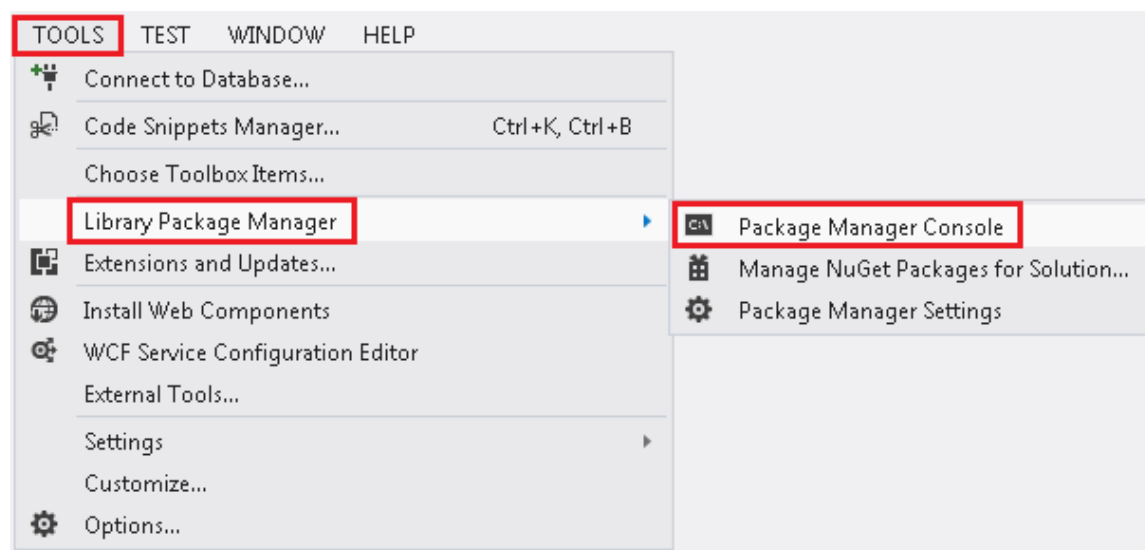 TOOLS TEST WINDOW HELP
Connect to Database...
Code Snippets Manager... Ctrl+K, Ctrl+B
Choose Toolbox Items...
Library Package Manager
Extensions and Updates...
Install Web Components
WCF Service Configuration Editor
External Tools...
Settings
Customize...
Options...
C:\ Package Manager Console
Manage NuGet Packages for Solution...
Package Manager Settings